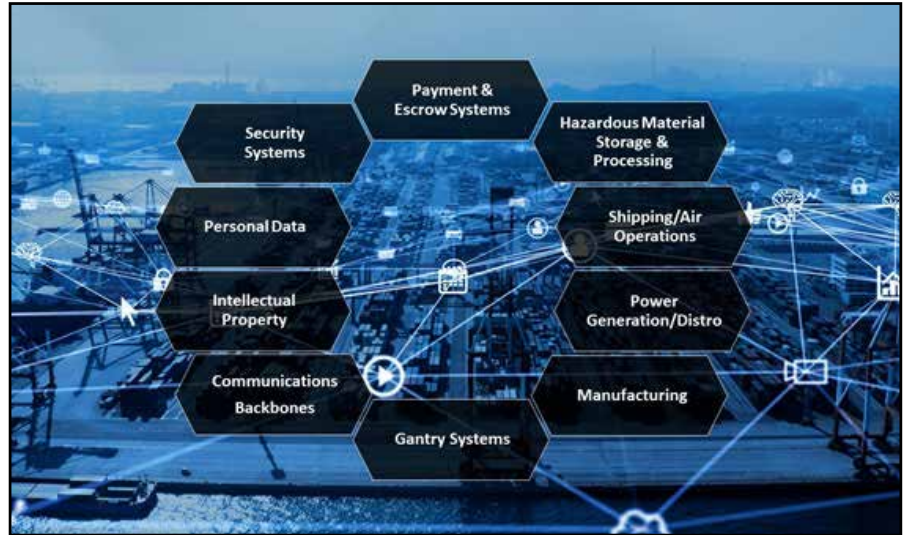 Payment &
Escrow Systems
Security
Systems
Hazardous Material
Storage &
Processing
Personal Data
Shipping/Air
Operations
Intellectual
Property
Power
Generation/Distro
Communications
Backbones
Manufacturing
Gantry Systems